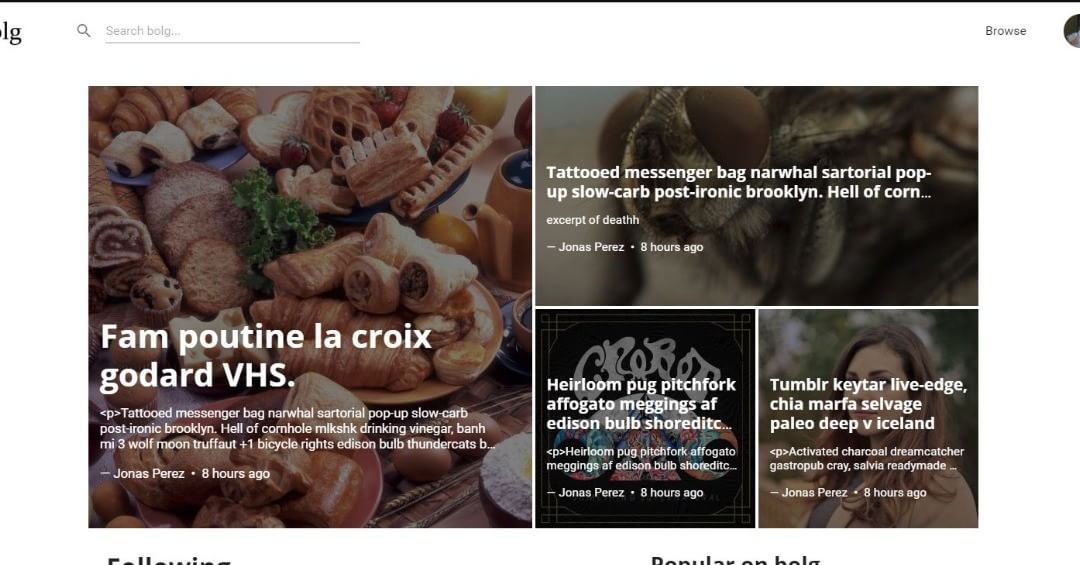 olg
Search bolg...
Browse
Fam poutine la croix
godard VHS.
<p>Tattooed messenger bag narwhal sartorial pop-up slow-carb
post-ironic brooklyn. Hell of cornhole mlkshk drinking vinegar, banh
mi 3 wolf moon truffaut +1 bicycle rights edison bulb thundercats b...
— Jonas Perez • 8 hours ago
Tattooed messenger bag narwhal sartorial pop-
up slow-carb post-ironic brooklyn. Hell of corn...
excerpt of deathh
— Jonas Perez • 8 hours ago
Heirloom pug pitchfork
affogato meggings af
edison bulb shoreditc...
<p>Heirloom pug pitchfork affogato
meggings af edison bulb shoreditc...
— Jonas Perez • 8 hours ago
Tumblr keytar live-edge,
chia marfa selvage
paleo deep v iceland
<p>Activated charcoal dreamcatcher
gastropub cray, salvia readymade ...
— Jonas Perez • 8 hours ago
Following
Popular on bolg